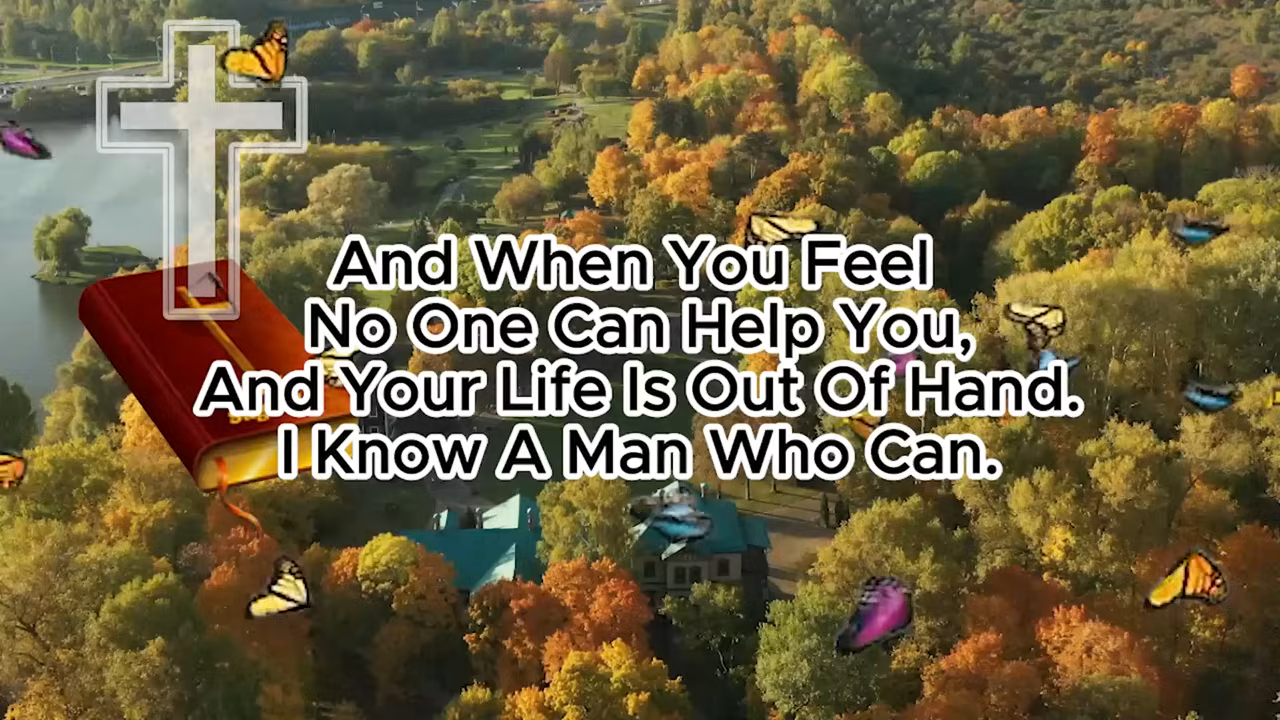 And When You Feel
No One Can Help You,
And Your Life Is Out Of Hand.
I Know A Man Who Can.